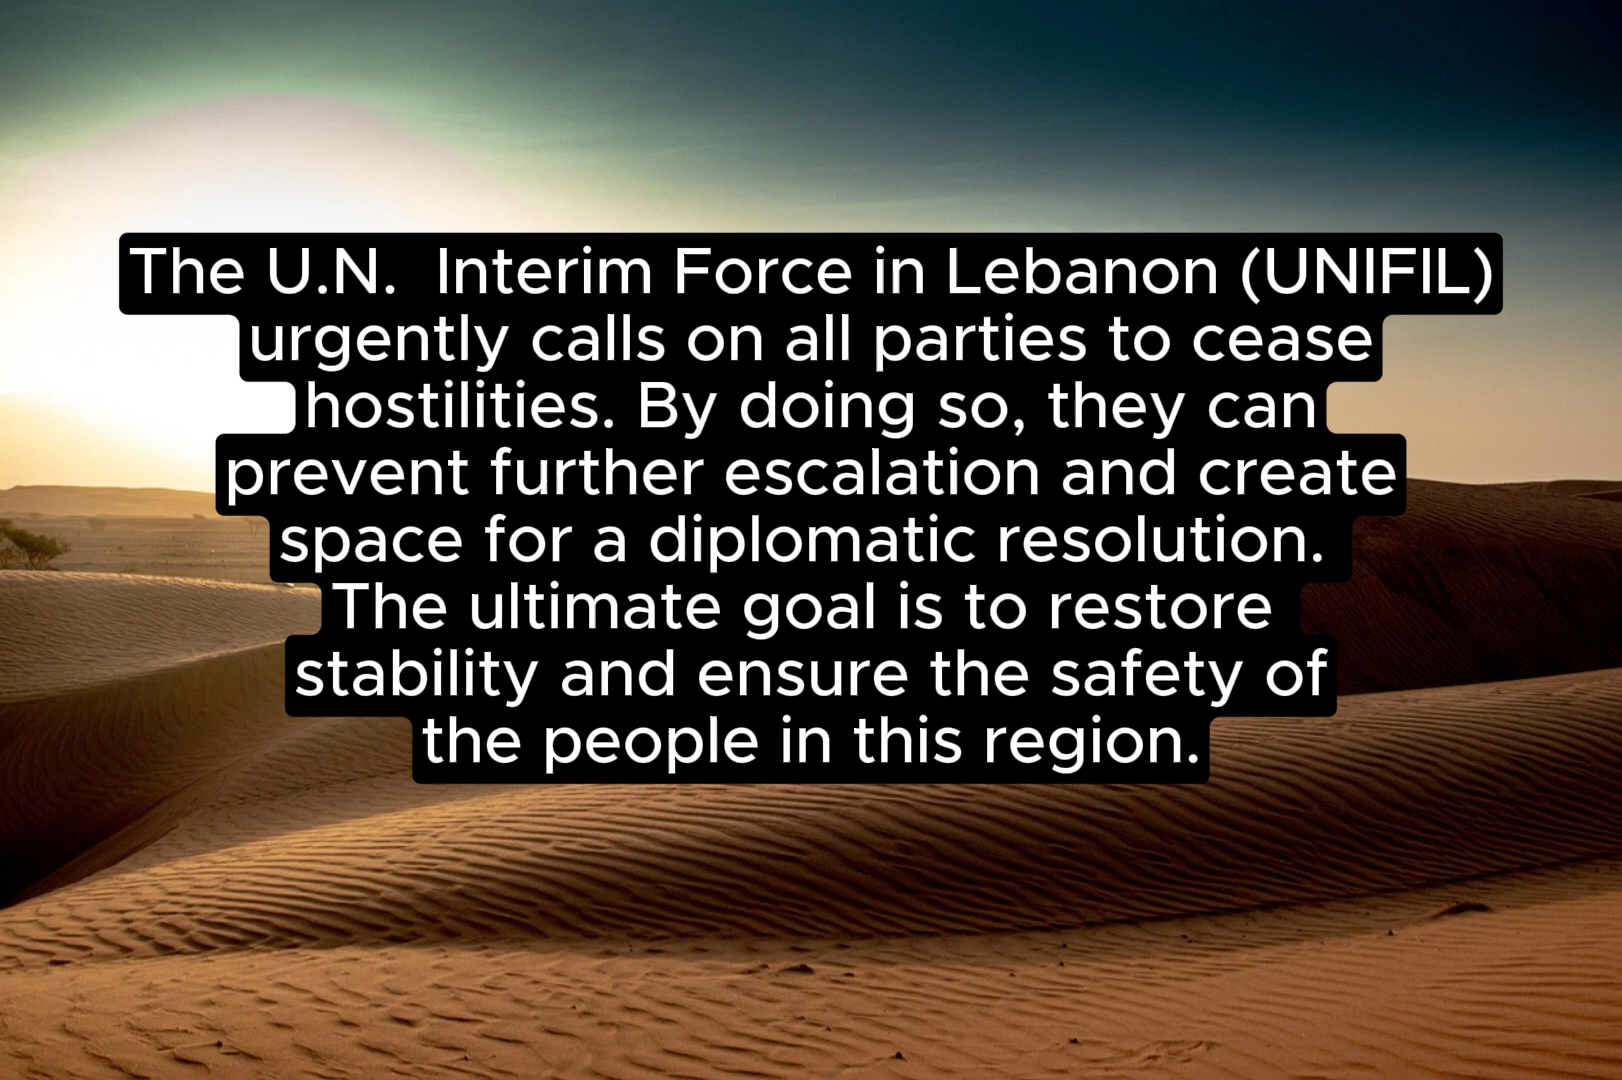 The U.N.  Interim Force in Lebanon (UNIFIL)
urgently calls on all parties to cease
hostilities. By doing so, they can
prevent further escalation and create
space for a diplomatic resolution.
The ultimate goal is to restore
stability and ensure the safety of
the people in this region.